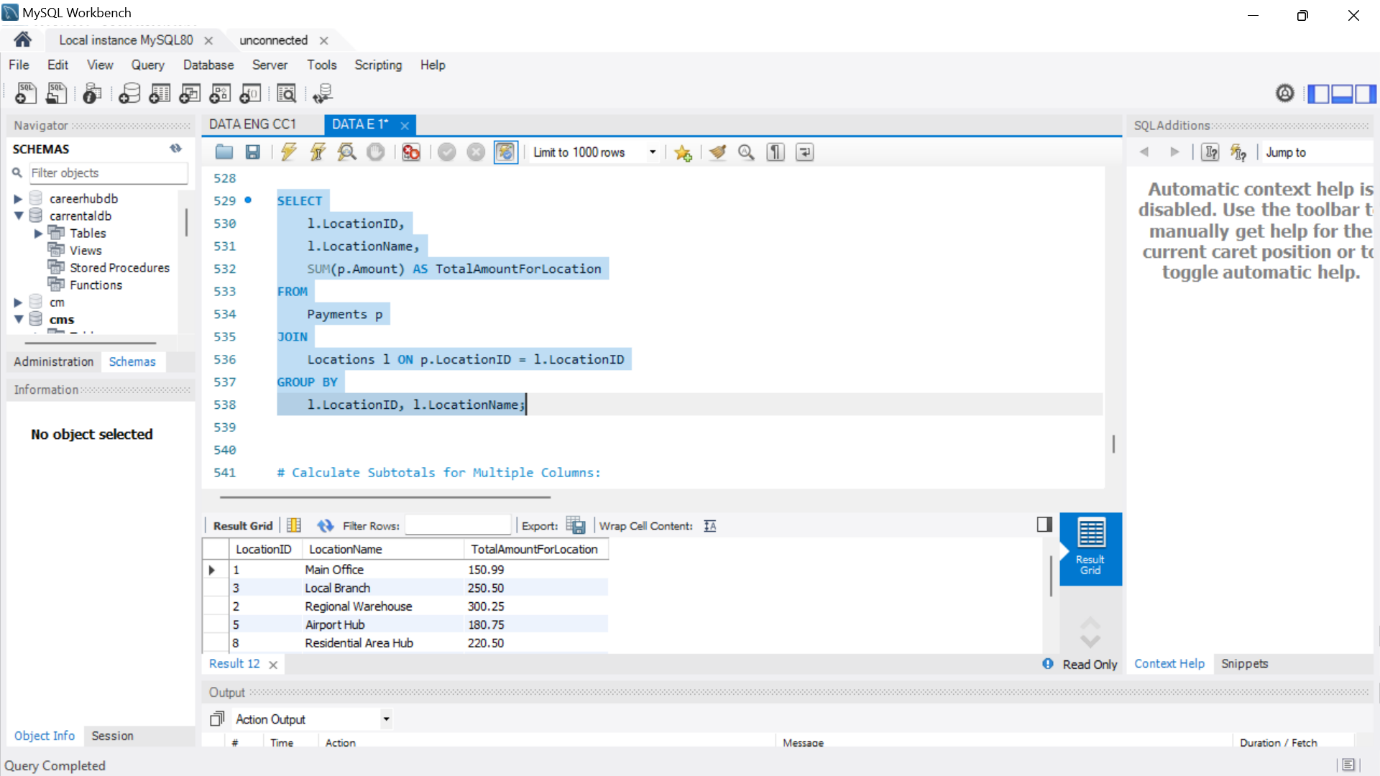 MySQL Workbench
Local instance MySQL80
unconnected
File Edit View Query Database Server Tools Scripting Help
Navigator
SCHEMAS
Filter objects
careerhubdb
carrentaldb
Tables
Views
Stored Procedures
Functions
cm
cms
Administration Schemas
Information
No object selected
Object Info Session
DATA ENG CC1 DATA E 1*
Limit to 1000 rows
528
529 SELECT
530 l.LocationID,
531 l.LocationName,
532 SUM(p.Amount) AS TotalAmountForLocation
533 FROM
534 Payments p
535 JOIN
536 Locations l ON p.LocationID = l.LocationID
537 GROUP BY
538 l.LocationID, l.LocationName;
539
540
541 # Calculate Subtotals for Multiple Columns:
Result Grid Filter Rows: Export: Wrap Cell Content:
LocationID LocationName TotalAmountForLocation
1 Main Office 150.99
3 Local Branch 250.50
2 Regional Warehouse 300.25
5 Airport Hub 180.75
8 Residential Area Hub 220.50
Result
Grid
Result 12
Read Only
SQLAdditions
Jump to
Automatic context help is
disabled. Use the toolbar t
manually get help for the
current caret position or to
toggle automatic help.
Context Help Snippets
Output
Action Output
# Time Action Message Duration / Fetch
Query Completed